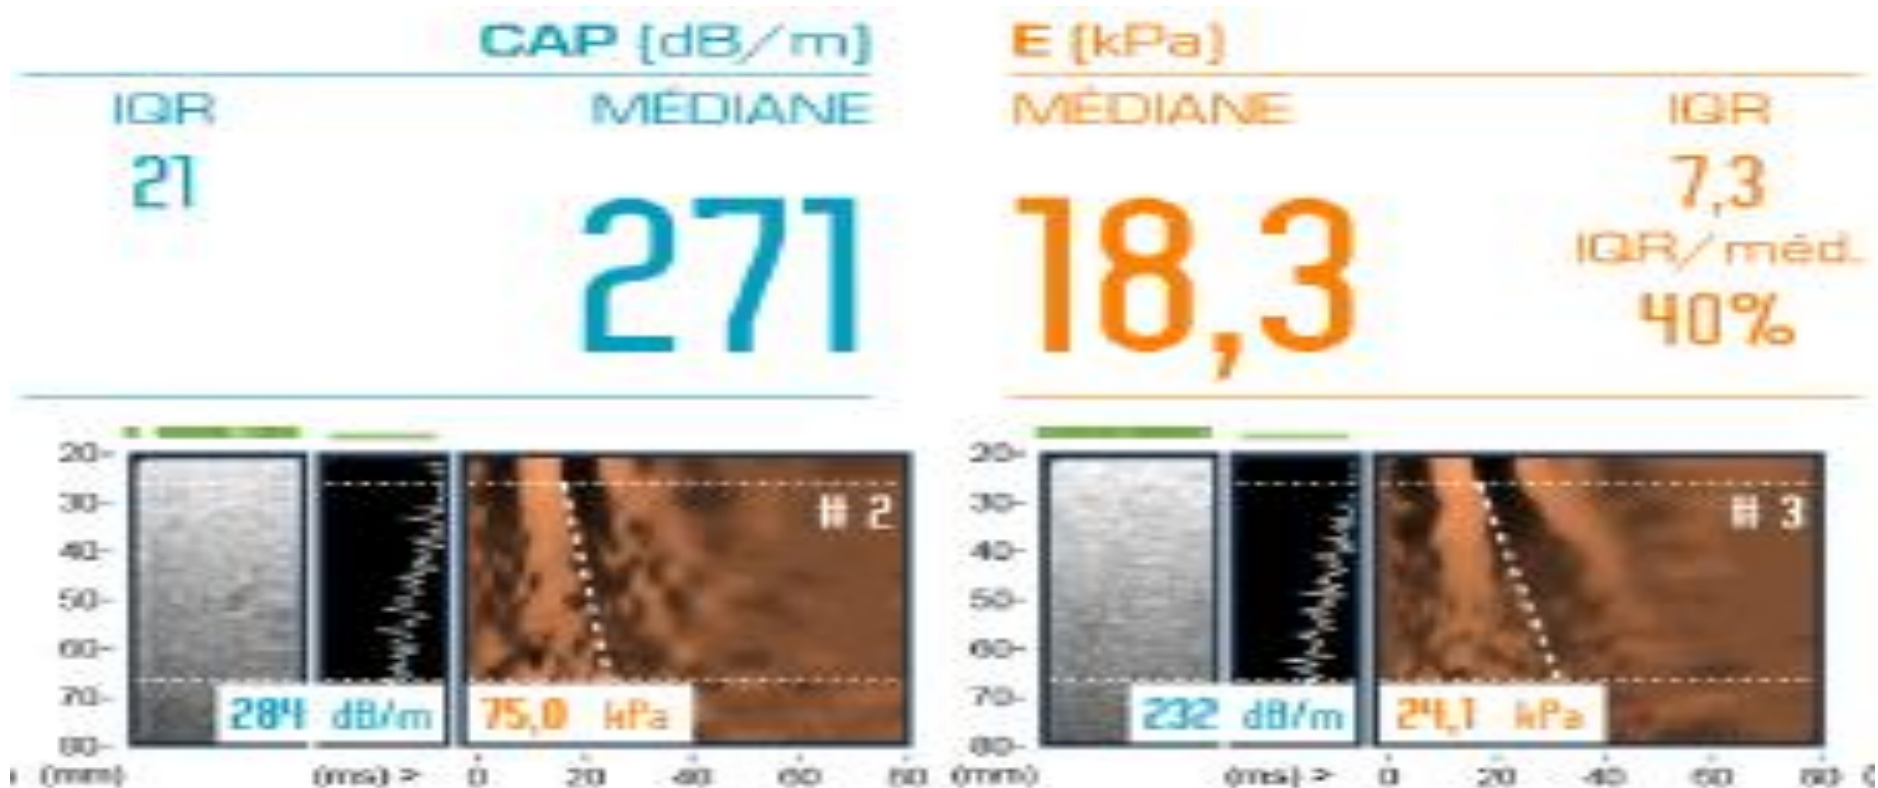 CAP (dB/m)
IQR MÉDIANE
21
271
E (kPa)
MÉDIANE IQR
18,3
7,3
IQR/méd.
40%
20-
30-
40-
50-
60-
70-
80-
# 2
284 dB/m 75,0 kPa
(mm) (ms) > 0 20 40 60 80
20-
30-
40-
50-
60-
70-
80-
# 3
232 dB/m 24,1 kPa
(mm) (ms) > 0 20 40 60 80